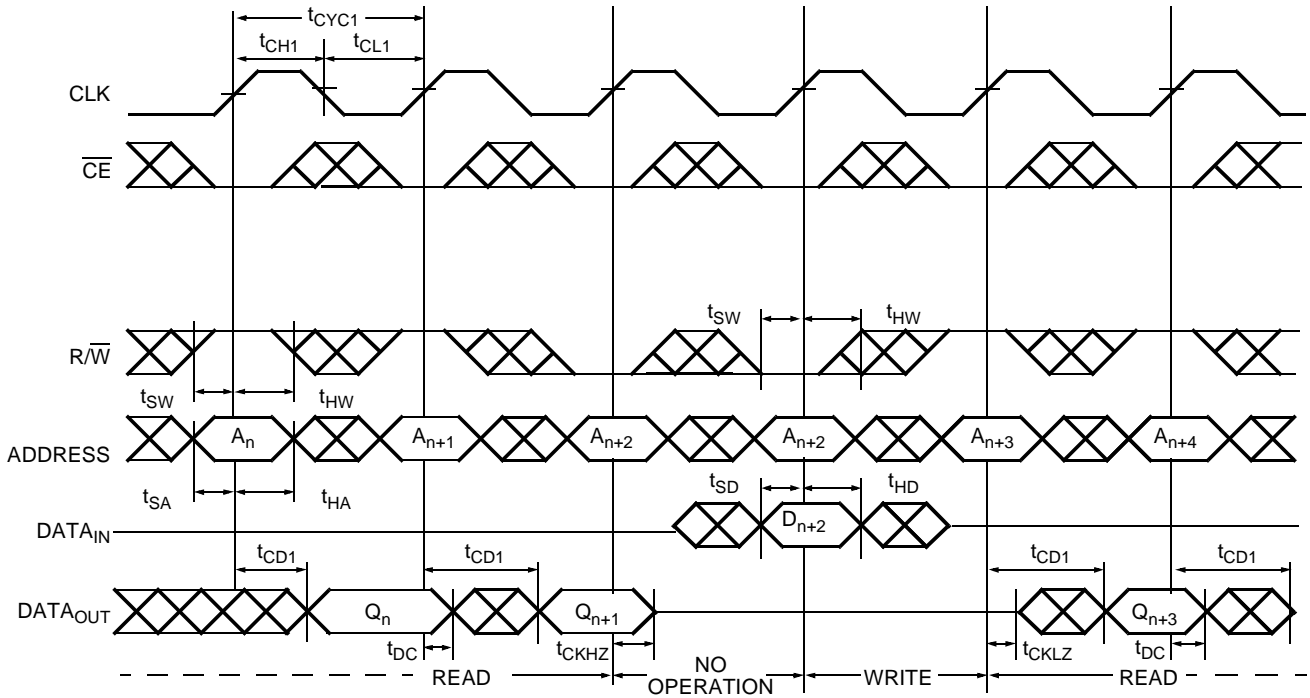 tCYC1
tCH1 tCL1
CLK
CE
tSW tHW
R/W
tSW tHW
An An+1 An+2 An+2 An+3 An+4
ADDRESS
tSA tHA tSD tHD
DATAIN Dn+2
tCD1 tCD1 tCD1 tCD1
DATAOUT Qn Qn+1 Qn+3
tDC tCKHZ tCKLZ tDC
READ NO OPERATION WRITE READ